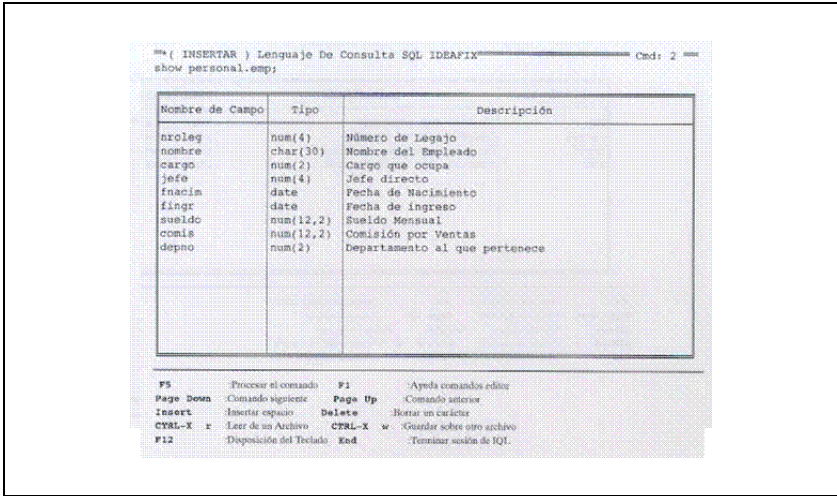 *( INSERTAR ) Lenguaje De Consulta SQL IDEAFIX Cmd: 2
show personal.emp;
Nombre de Campo Tipo Descripción
nroleg num(4) Número de Legajo
nombre char(30) Nombre del Empleado
cargo num(2) Cargo que ocupa
jefe num(4) Jefe directo
fnacim date Fecha de Nacimiento
fingr date Fecha de ingreso
sueldo num(12,2) Sueldo Mensual
comis num(12,2) Comisión por Ventas
depno num(2) Departamento al que pertenece
F5 :Procesar el comando F1 :Ayuda comandos editor
Page Down :Comando siguiente Page Up :Comando anterior
Insert :Insertar espacio Delete :Borrar un carácter
CTRL-X r :Leer de un Archivo CTRL-X w :Guardar sobre otro archivo
F12 :Disposición del Teclado End :Terminar sesión de IQL